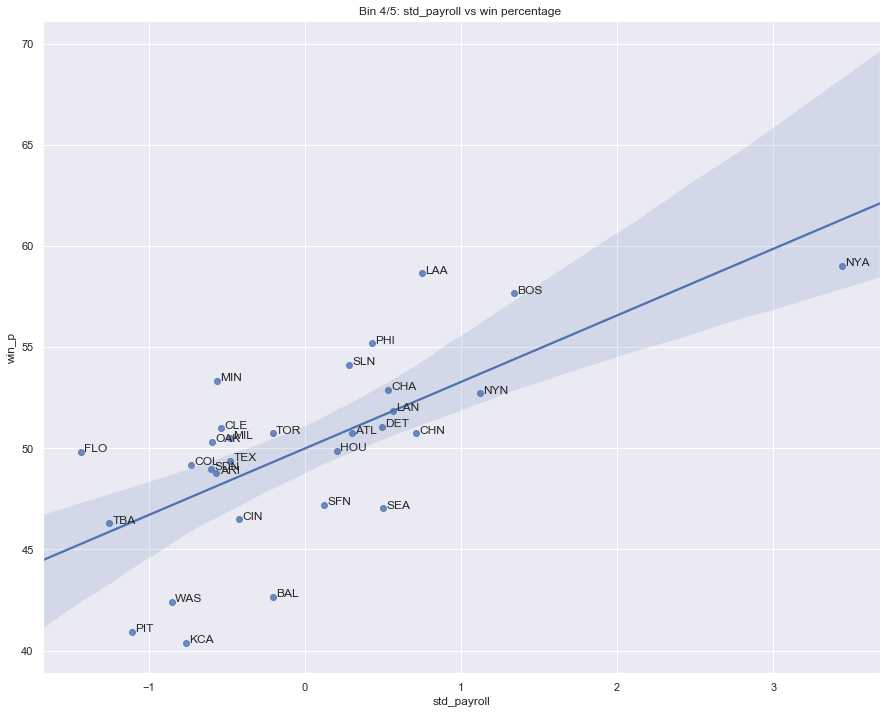 Bin 4/5: std_payroll vs win percentage
70
65
60
55
50
45
40
win_p
NYA
LAA
BOS
PHI
SLN
MIN
CHA
NYN
LAN
CLE
MIL
OAK
TOR
ATL
DET
CHN
FLO
HOU
COL
TEX
SDN
ARI
SFN
SEA
TBA
CIN
WAS
BAL
PIT
KCA
−1
0
1
2
3
std_payroll